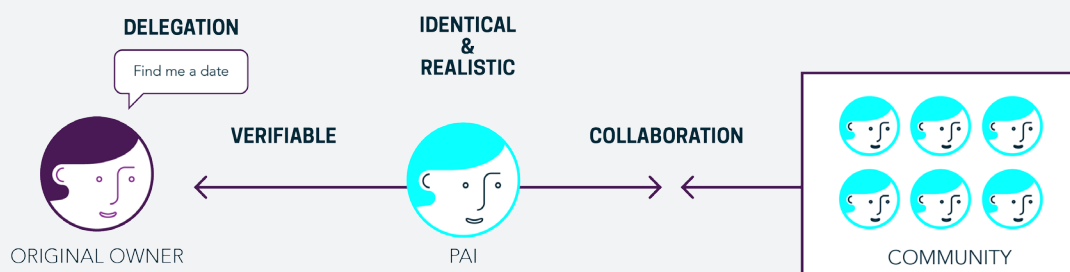 DELEGATION
Find me a date
IDENTICAL
&
REALISTIC
VERIFIABLE
COLLABORATION
ORIGINAL OWNER
PAI
COMMUNITY